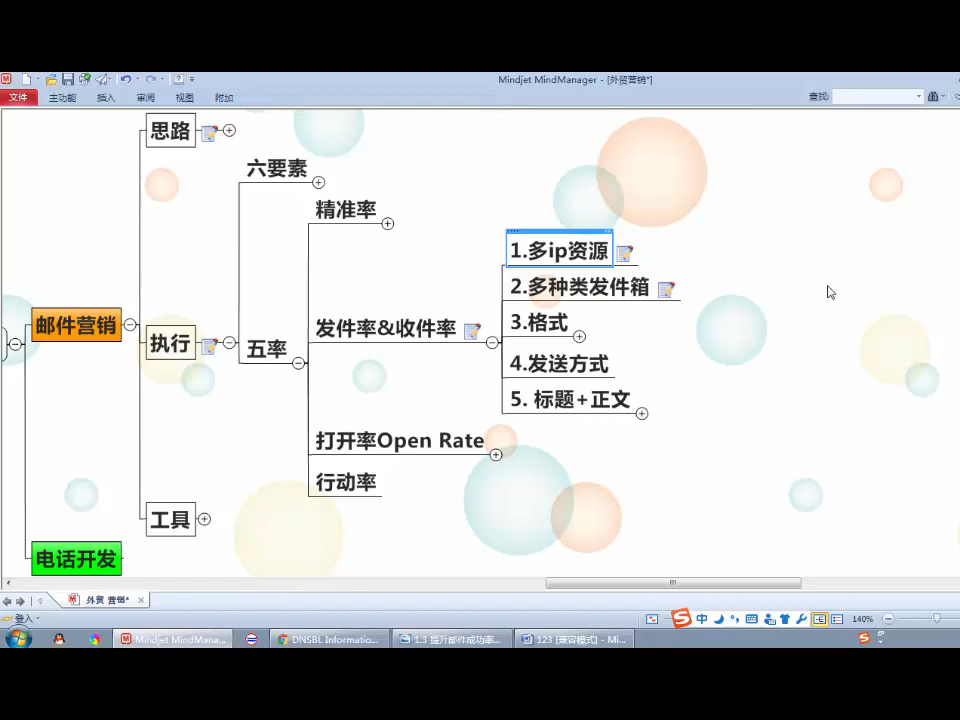 Mindjet MindManager - [外贸营销*]
文件 主功能 插入 审阅 视图 附加 查找:
思路
六要素
精准率
1.多ip资源
2.多种类发件箱
邮件营销
执行
五率
发件率&收件率
3.格式
4.发送方式
5. 标题+正文
打开率Open Rate
行动率
工具
电话开发
外贸 营销*
登入
中
140%
Mindjet MindMana...
DNSBL Informatio...
1.3 提升邮件成功率...
123 [兼容模式] - Mi...